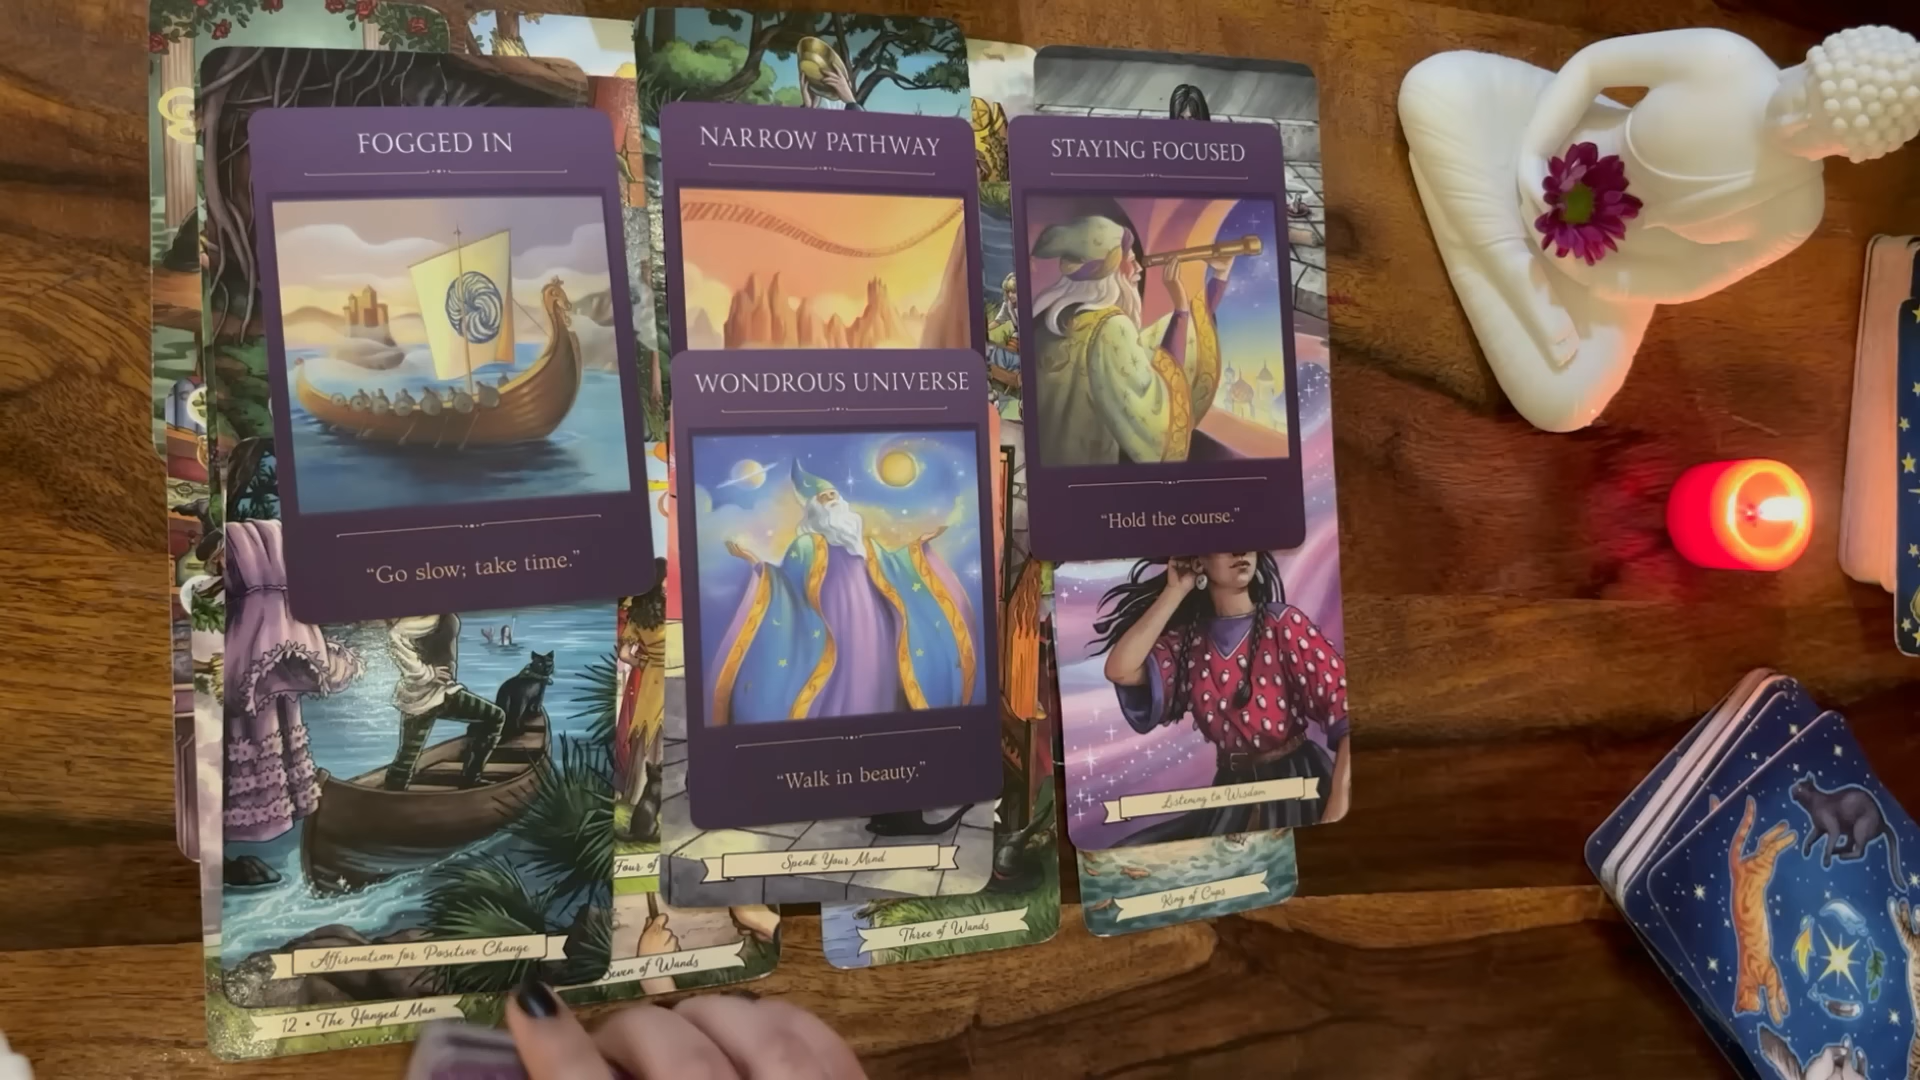 FOGGED IN
"Go slow; take time."
NARROW PATHWAY
WONDROUS UNIVERSE
"Walk in beauty."
STAYING FOCUSED
"Hold the course."
Listening to Wisdom
Speak Your Mind
Four of
King of Cups
Three of Wands
Affirmation for Positive Change
Seven of Wands
12 • The Hanged Man